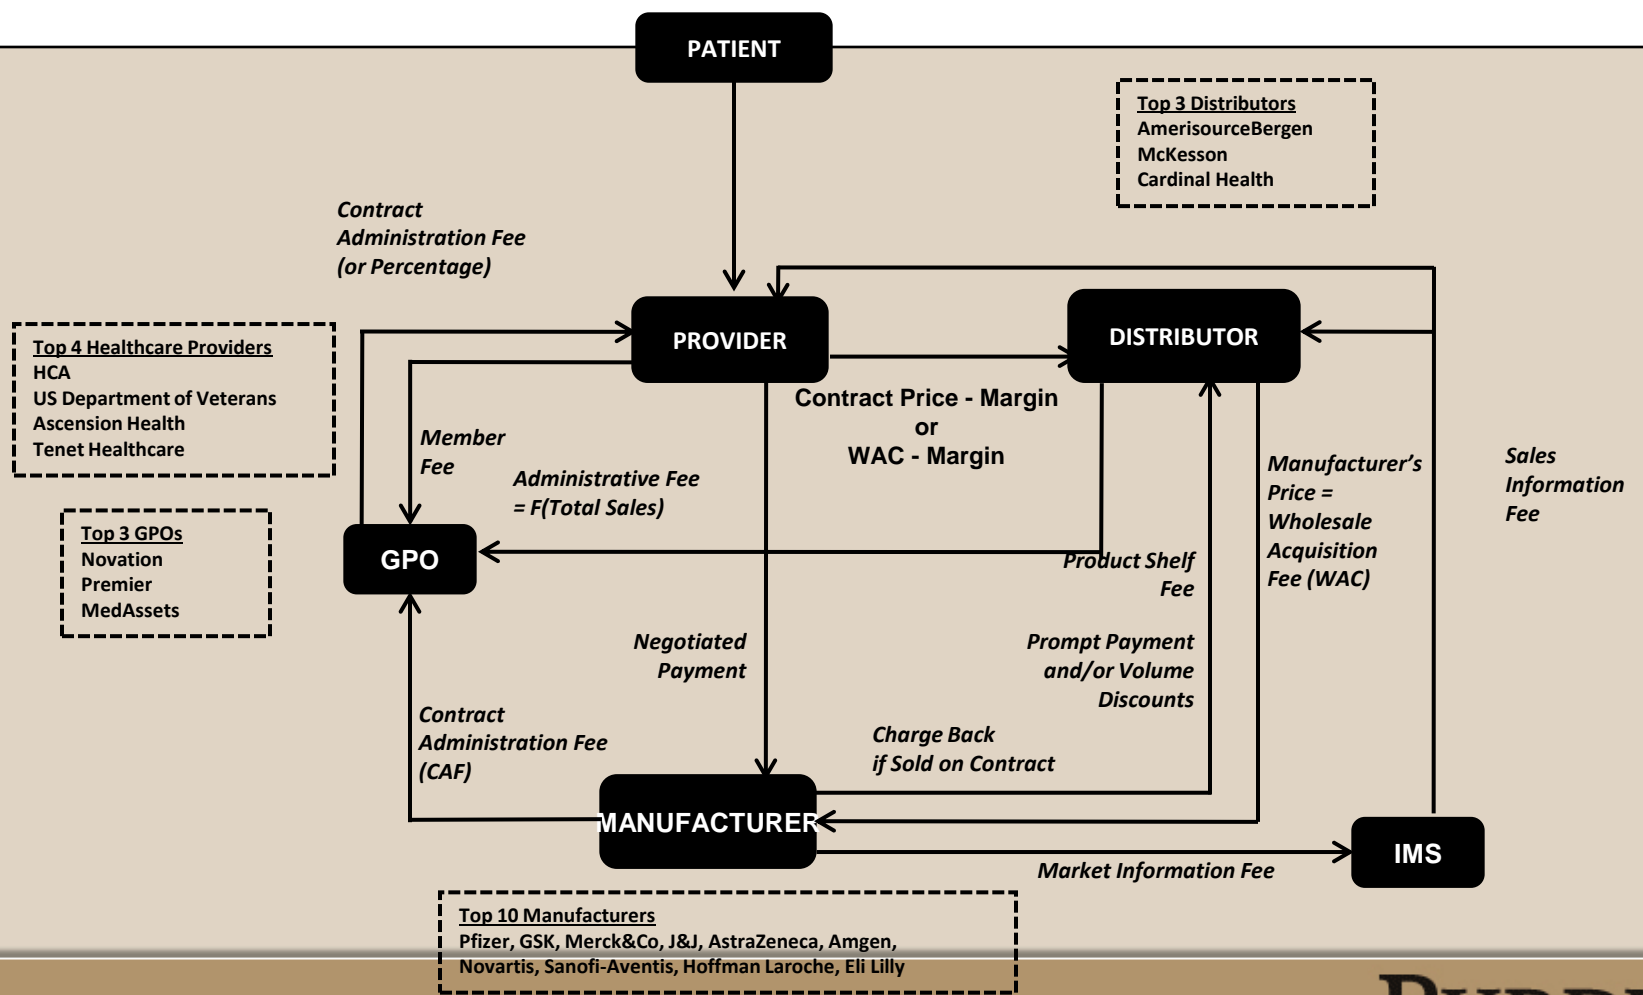 PATIENT
Top 3 Distributors
AmerisourceBergen
McKesson
Cardinal Health
Contract
Administration Fee
(or Percentage)
PROVIDER
DISTRIBUTOR
Top 4 Healthcare Providers
HCA
US Department of Veterans
Ascension Health
Tenet Healthcare
Contract Price - Margin
or
WAC - Margin
Member
Fee
Administrative Fee
= F(Total Sales)
Manufacturer's
Price =
Wholesale
Acquisition
Fee (WAC)
Sales
Information
Fee
Top 3 GPOs
Novation
Premier
MedAssets
GPO
Product Shelf
Fee
Negotiated
Payment
Prompt Payment
and/or Volume
Discounts
Contract
Administration Fee
(CAF)
Charge Back
if Sold on Contract
MANUFACTURER
IMS
Market Information Fee
Top 10 Manufacturers
Pfizer, GSK, Merck&Co, J&J, AstraZeneca, Amgen,
Novartis, Sanofi-Aventis, Hoffman Laroche, Eli Lilly